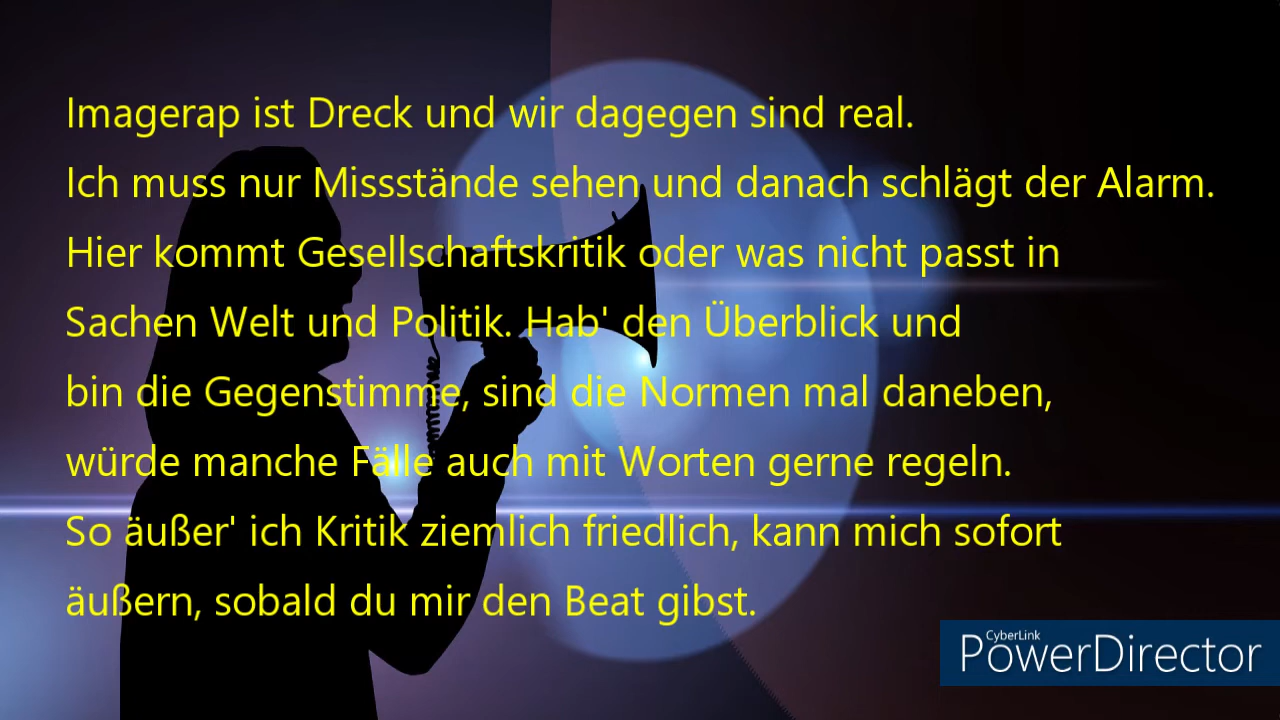 Imagerap ist Dreck und wir dagegen sind real.
Ich muss nur Missstände sehen und danach schlägt der Alarm.
Hier kommt Gesellschaftskritik oder was nicht passt in
Sachen Welt und Politik. Hab' den Überblick und
bin die Gegenstimme, sind die Normen mal daneben,
würde manche Fälle auch mit Worten gerne regeln.
So äußer' ich Kritik ziemlich friedlich, kann mich sofort
äußern, sobald du mir den Beat gibst.
CyberLink
PowerDirector